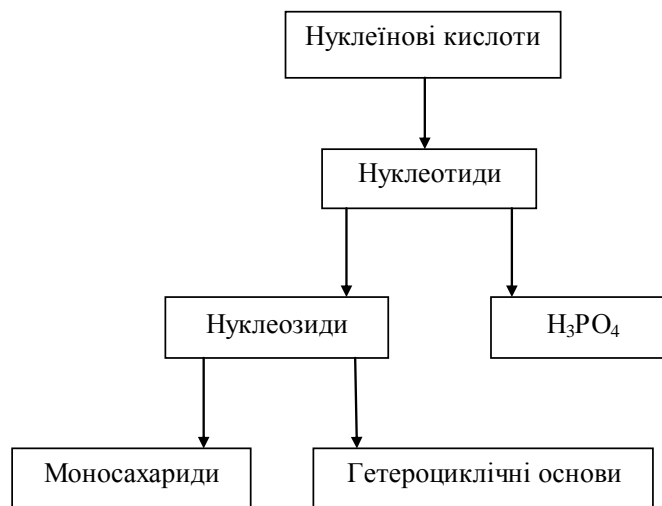 Нуклеїнові кислоти
Нуклеотиди
Нуклеозиди
H₃PO₄
Моносахариди
Гетероциклічні основи